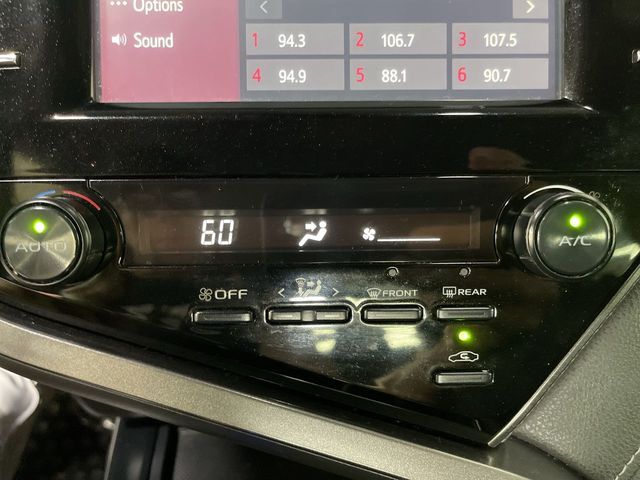 Options
Sound
1 94.3 2 106.7 3 107.5
4 94.9 5 88.1 6 90.7
60
AUTO A/C
OFF < > FRONT REAR